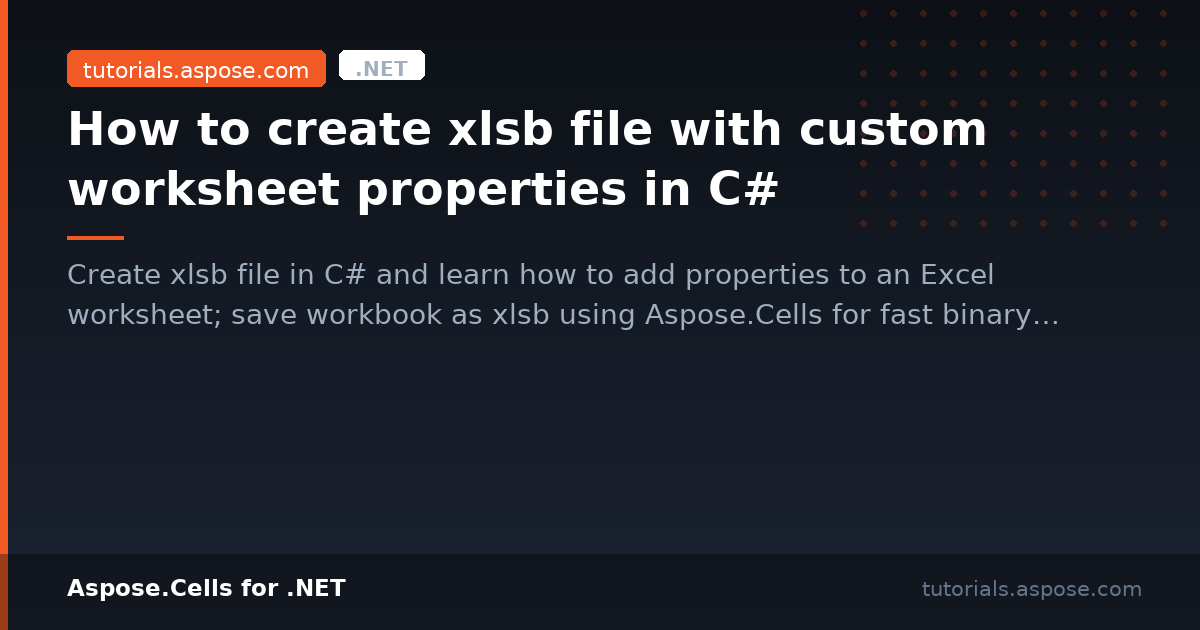 tutorials.aspose.com
.NET
How to create xlsb file with custom
worksheet properties in C#
Create xlsb file in C# and learn how to add properties to an Excel
worksheet; save workbook as xlsb using Aspose.Cells for fast binary…
Aspose.Cells for .NET
tutorials.aspose.com